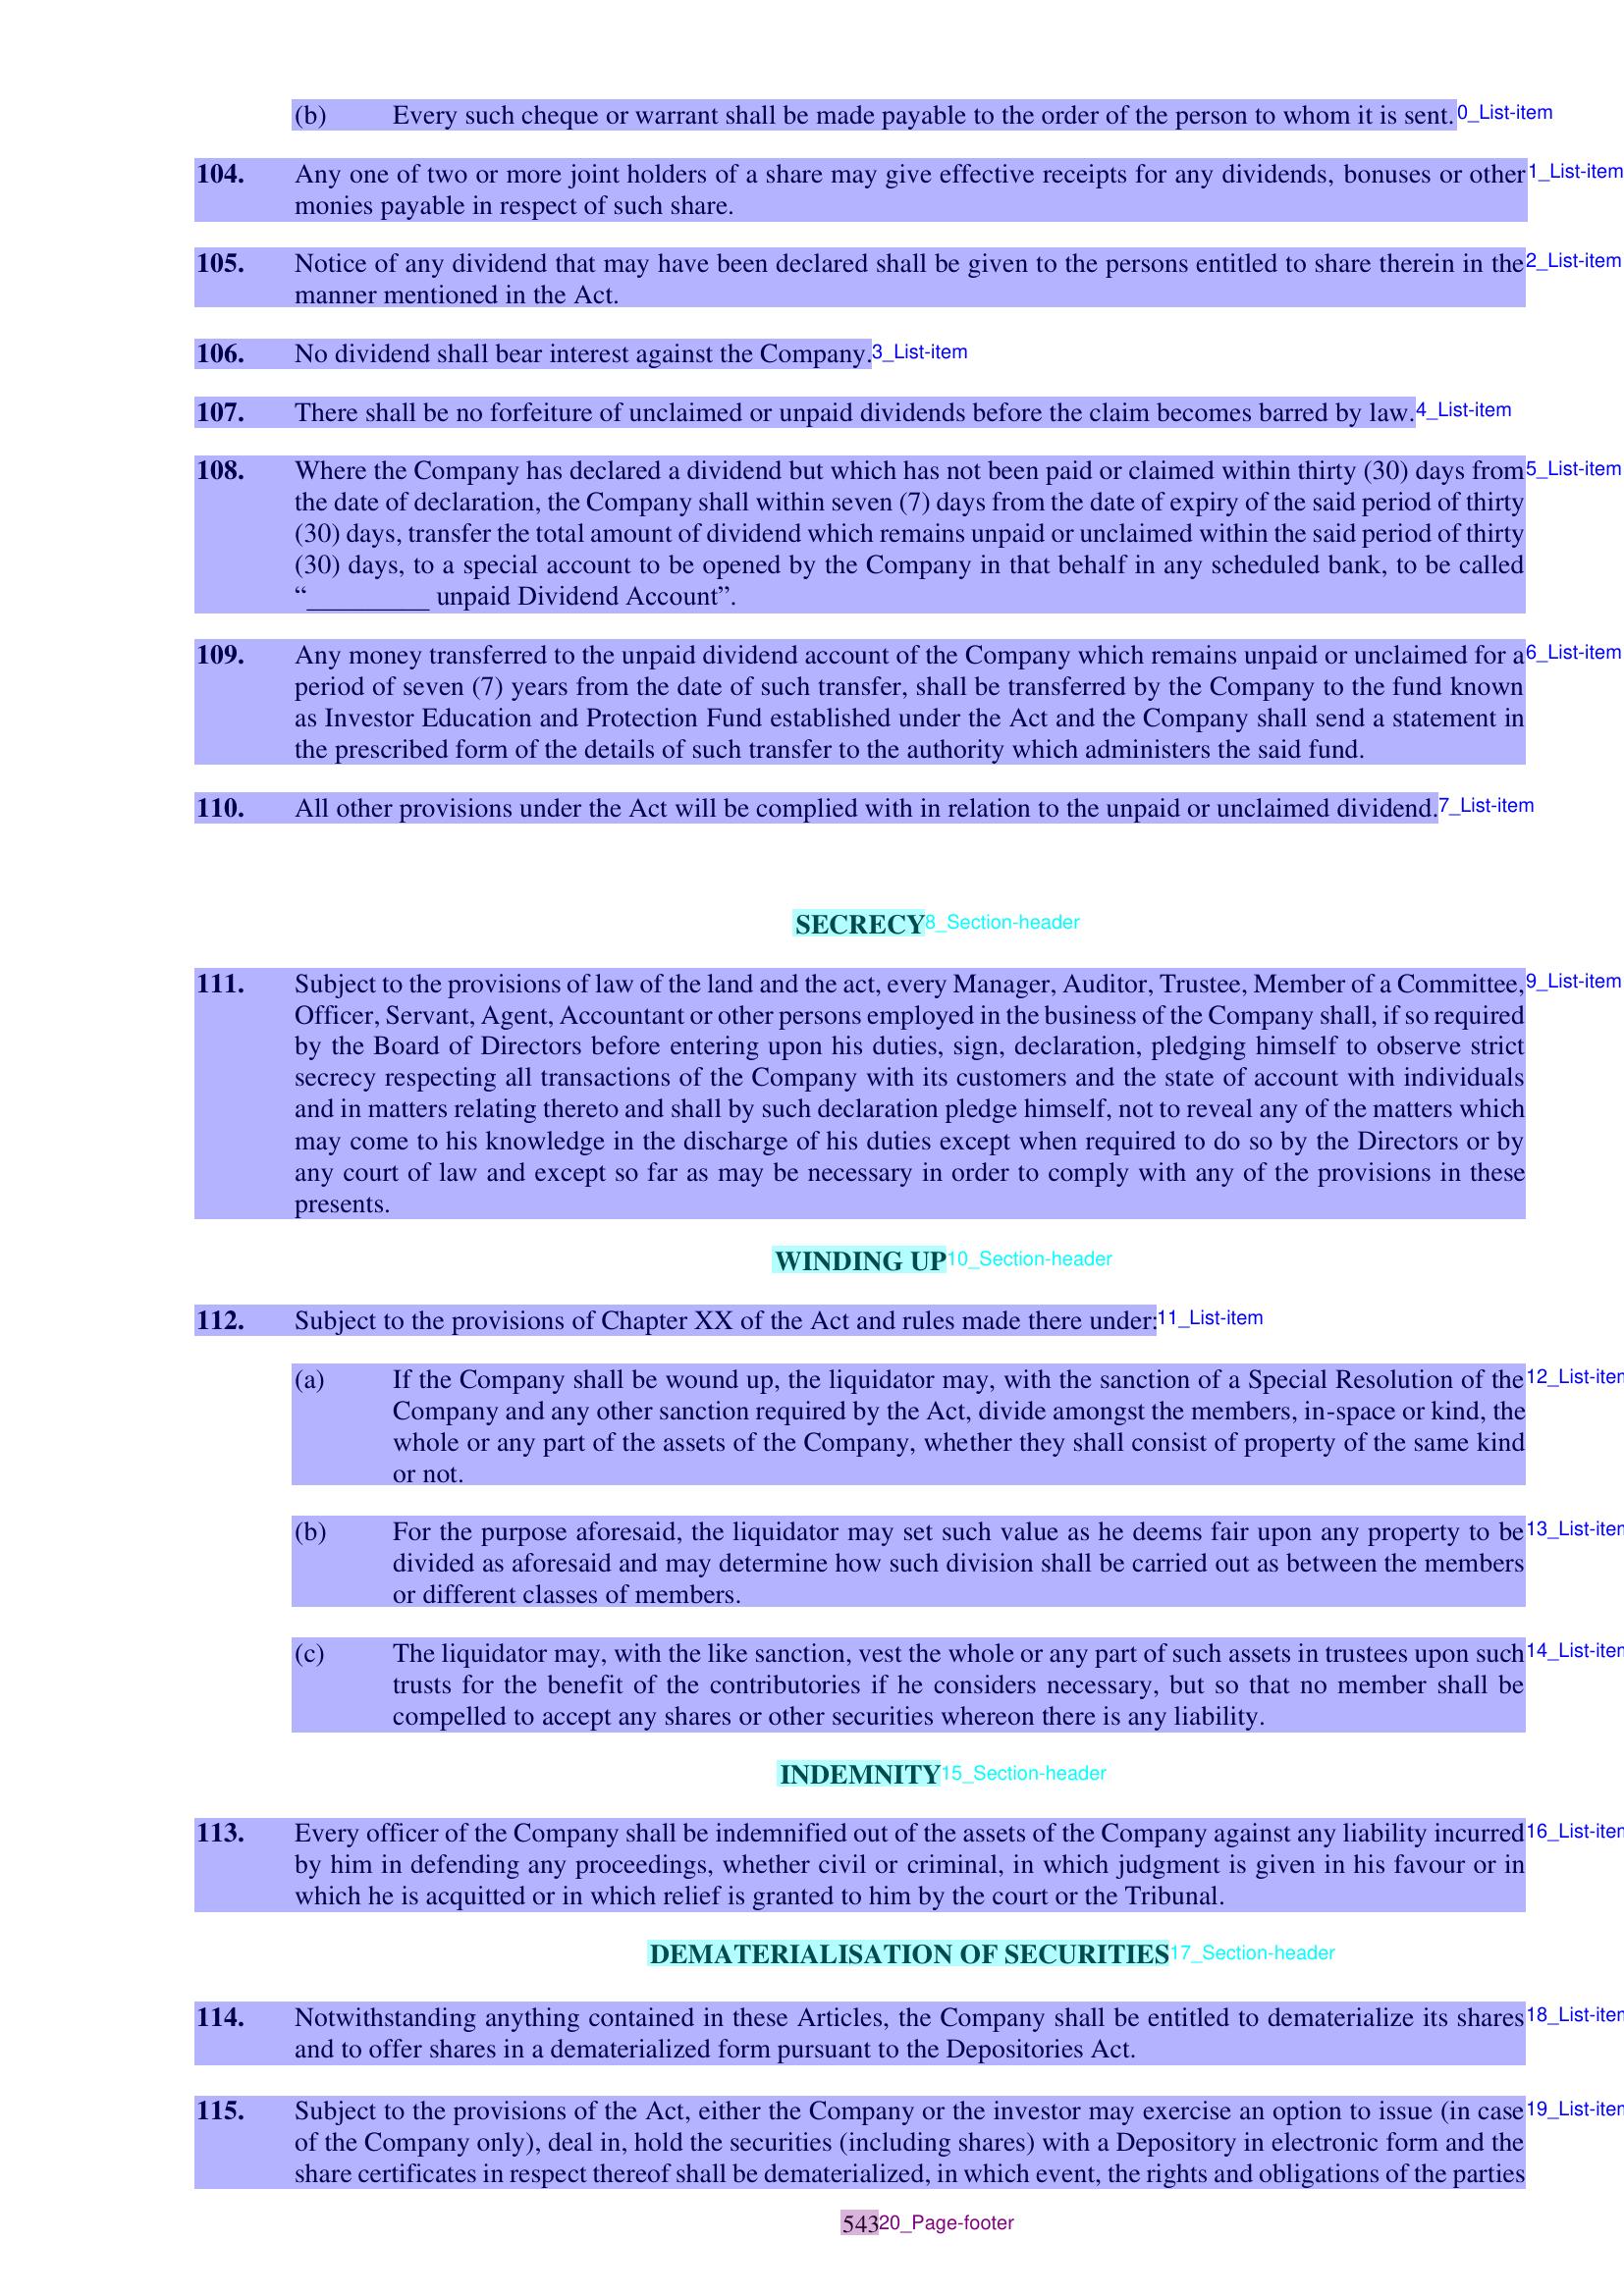 (b) Every such cheque or warrant shall be made payable to the order of the person to whom it is sent. 0_List-item
104. Any one of two or more joint holders of a share may give effective receipts for any dividends, bonuses or other 1_List-item
monies payable in respect of such share.
105. Notice of any dividend that may have been declared shall be given to the persons entitled to share therein in the 2_List-item
manner mentioned in the Act.
106. No dividend shall bear interest against the Company. 3_List-item
107. There shall be no forfeiture of unclaimed or unpaid dividends before the claim becomes barred by law. 4_List-item
108. Where the Company has declared a dividend but which has not been paid or claimed within thirty (30) days from 5_List-item
the date of declaration, the Company shall within seven (7) days from the date of expiry of the said period of thirty
(30) days, transfer the total amount of dividend which remains unpaid or unclaimed within the said period of thirty
(30) days, to a special account to be opened by the Company in that behalf in any scheduled bank, to be called
“_________ unpaid Dividend Account”.
109. Any money transferred to the unpaid dividend account of the Company which remains unpaid or unclaimed for a 6_List-item
period of seven (7) years from the date of such transfer, shall be transferred by the Company to the fund known
as Investor Education and Protection Fund established under the Act and the Company shall send a statement in
the prescribed form of the details of such transfer to the authority which administers the said fund.
110. All other provisions under the Act will be complied with in relation to the unpaid or unclaimed dividend. 7_List-item
SECRECY 8_Section-header
111. Subject to the provisions of law of the land and the act, every Manager, Auditor, Trustee, Member of a Committee, 9_List-item
Officer, Servant, Agent, Accountant or other persons employed in the business of the Company shall, if so required
by the Board of Directors before entering upon his duties, sign, declaration, pledging himself to observe strict
secrecy respecting all transactions of the Company with its customers and the state of account with individuals
and in matters relating thereto and shall by such declaration pledge himself, not to reveal any of the matters which
may come to his knowledge in the discharge of his duties except when required to do so by the Directors or by
any court of law and except so far as may be necessary in order to comply with any of the provisions in these
presents.
WINDING UP 10_Section-header
112. Subject to the provisions of Chapter XX of the Act and rules made there under: 11_List-item
(a) If the Company shall be wound up, the liquidator may, with the sanction of a Special Resolution of the 12_List-iter
Company and any other sanction required by the Act, divide amongst the members, in-space or kind, the
whole or any part of the assets of the Company, whether they shall consist of property of the same kind
or not.
(b) For the purpose aforesaid, the liquidator may set such value as he deems fair upon any property to be 13_List-iter
divided as aforesaid and may determine how such division shall be carried out as between the members
or different classes of members.
(c) The liquidator may, with the like sanction, vest the whole or any part of such assets in trustees upon such 14_List-iter
trusts for the benefit of the contributories if he considers necessary, but so that no member shall be
compelled to accept any shares or other securities whereon there is any liability.
INDEMNITY 15_Section-header
113. Every officer of the Company shall be indemnified out of the assets of the Company against any liability incurred 16_List-iter
by him in defending any proceedings, whether civil or criminal, in which judgment is given in his favour or in
which he is acquitted or in which relief is granted to him by the court or the Tribunal.
DEMATERIALISATION OF SECURITIES 17_Section-header
114. Notwithstanding anything contained in these Articles, the Company shall be entitled to dematerialize its shares 18_List-iter
and to offer shares in a dematerialized form pursuant to the Depositories Act.
115. Subject to the provisions of the Act, either the Company or the investor may exercise an option to issue (in case 19_List-iter
of the Company only), deal in, hold the securities (including shares) with a Depository in electronic form and the
share certificates in respect thereof shall be dematerialized, in which event, the rights and obligations of the parties
543 20_Page-footer